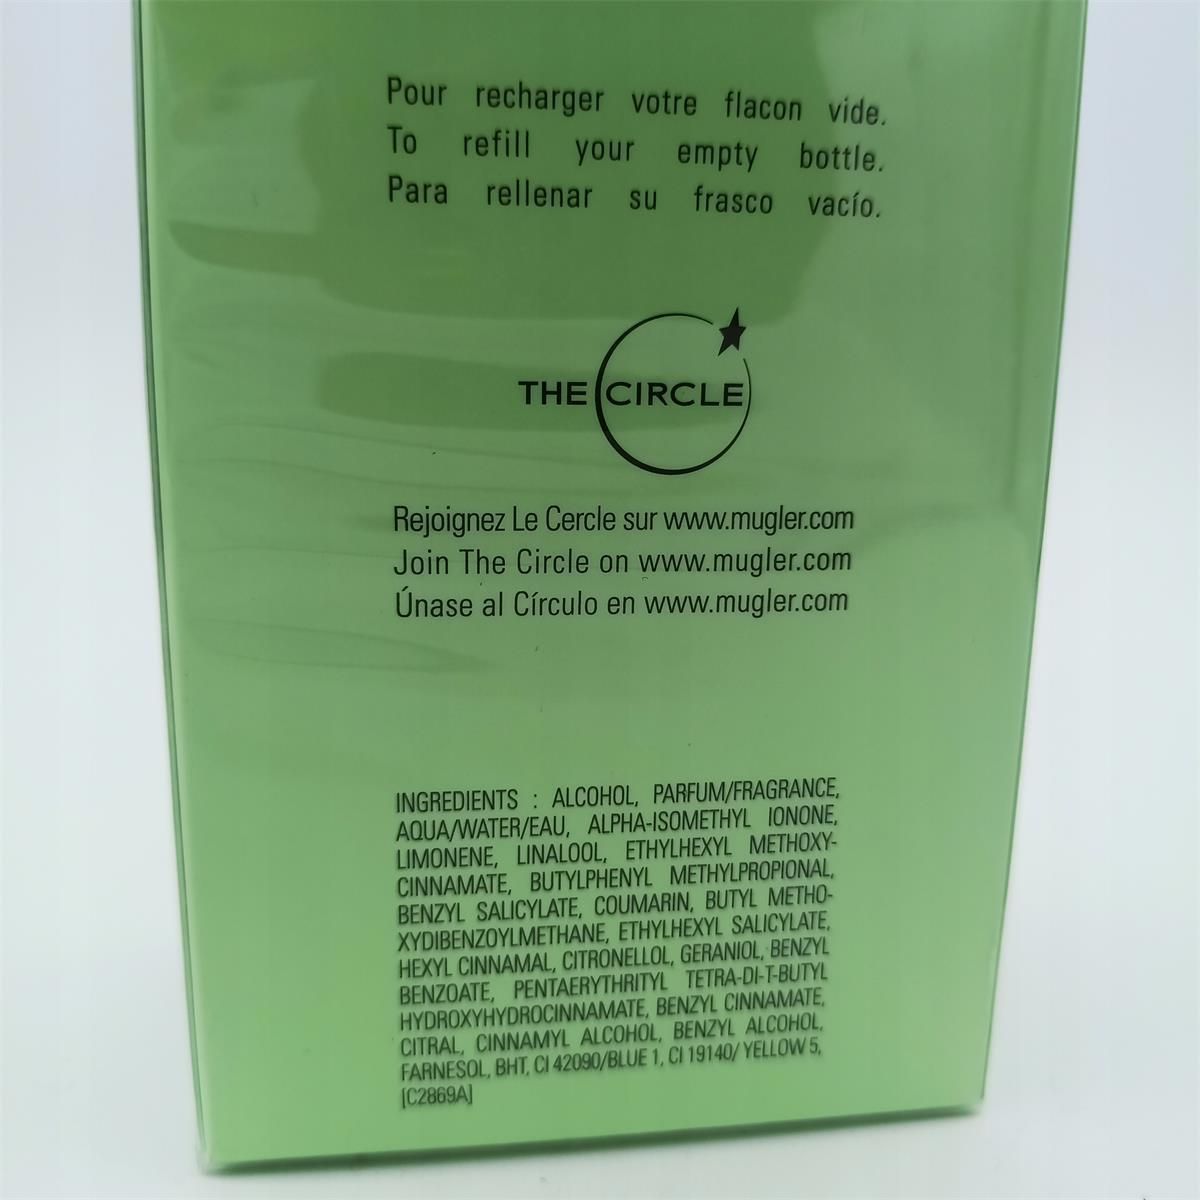 Pour recharger votre flacon vide.
To refill your empty bottle.
Para rellenar su frasco vacío.
THE CIRCLE
Rejoignez Le Cercle sur www.mugler.com
Join The Circle on www.mugler.com
Únase al Círculo en www.mugler.com
INGREDIENTS : ALCOHOL, PARFUM/FRAGRANCE,
AQUA/WATER/EAU, ALPHA-ISOMETHYL IONONE,
LIMONENE, LINALOOL, ETHYLHEXYL METHOXY-
CINNAMATE, BUTYLPHENYL METHYLPROPIONAL,
BENZYL SALICYLATE, COUMARIN, BUTYL METHO-
XYDIBENZOYLMETHANE, ETHYLHEXYL SALICYLATE,
HEXYL CINNAMAL, CITRONELLOL, GERANIOL, BENZYL
BENZOATE, PENTAERYTHRITYL TETRA-DI-T-BUTYL
HYDROXYHYDROCINNAMATE, BENZYL CINNAMATE,
CITRAL, CINNAMYL ALCOHOL, BENZYL ALCOHOL,
FARNESOL, BHT, CI 42090/BLUE 1, CI 19140/ YELLOW 5,
[C2869A]